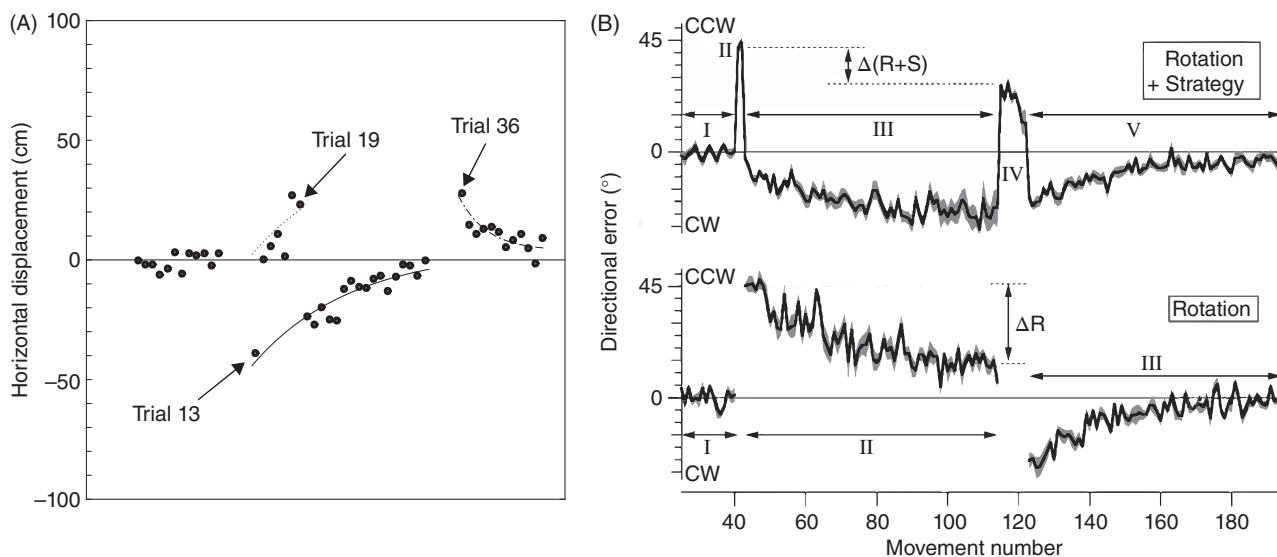 (A)
100
50
0
−50
−100
Horizontal displacement (cm)
Trial 19
Trial 36
Trial 13
(B)
Directional error (°)
45
0
CCW
CW
I
II
Δ(R+S)
III
IV
V
Rotation
+ Strategy
45
0
CCW
CW
I
II
ΔR
III
Rotation
40
60
80
100
120
140
160
180
Movement number